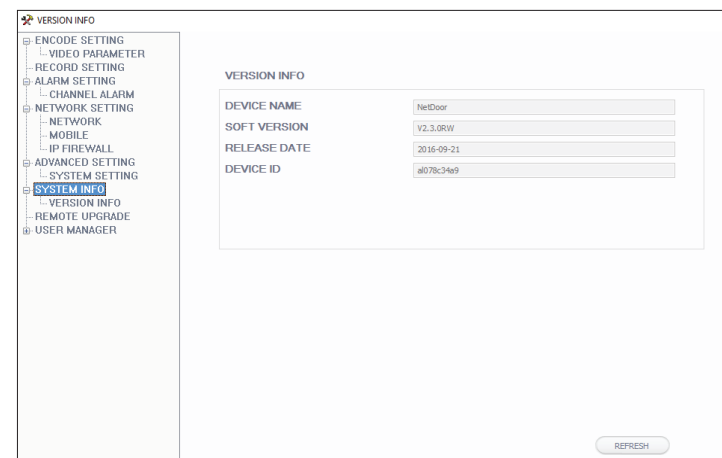 VERSION INFO
ENCODE SETTING
VIDEO PARAMETER
RECORD SETTING
ALARM SETTING
CHANNEL ALARM
NETWORK SETTING
NETWORK
MOBILE
IP FIREWALL
ADVANCED SETTING
SYSTEM SETTING
SYSTEM INFO
VERSION INFO
REMOTE UPGRADE
USER MANAGER
VERSION INFO
DEVICE NAME NetDoor
SOFT VERSION V2.3.0RW
RELEASE DATE 2016-09-21
DEVICE ID al078c34a9
REFRESH